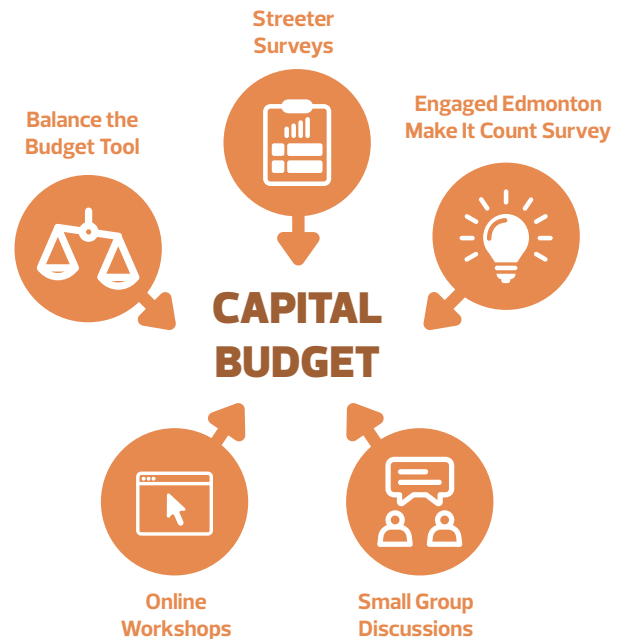 Streeter
Surveys
Engaged Edmonton
Make It Count Survey
Balance the
Budget Tool
CAPITAL
BUDGET
Online
Workshops
Small Group
Discussions